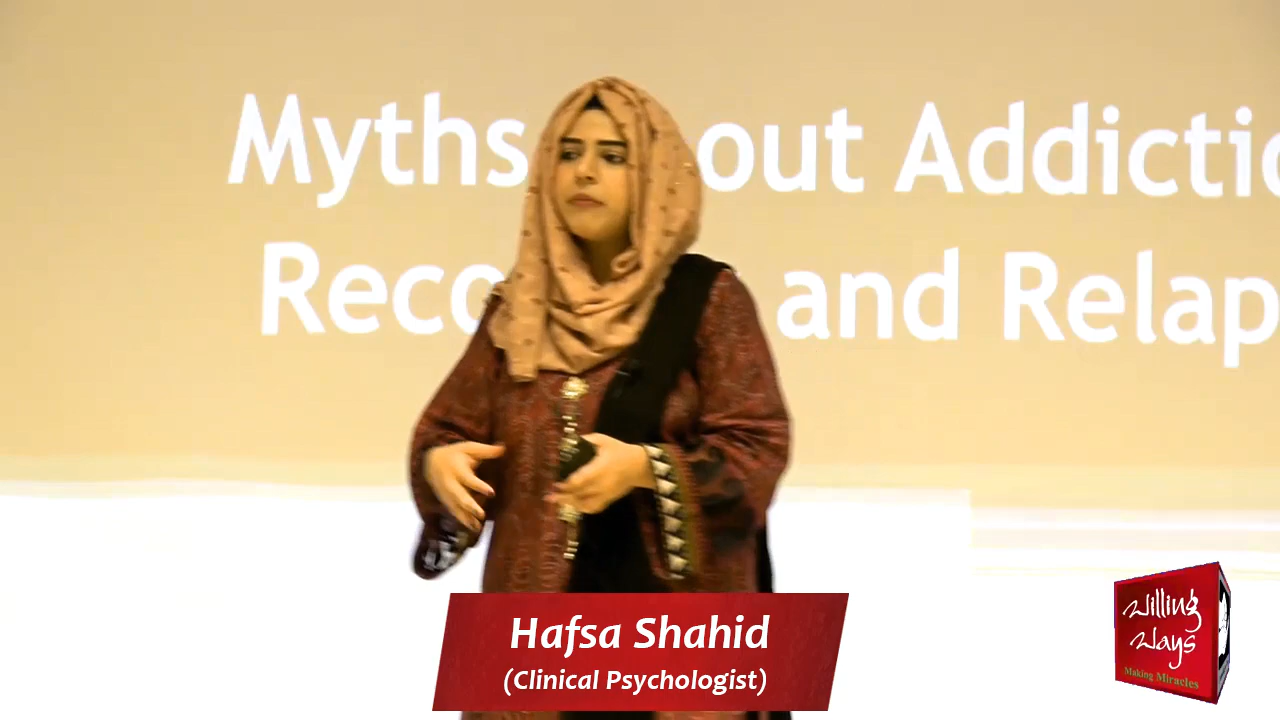 Myths out Addictio
Reco and Relap
Hafsa Shahid
(Clinical Psychologist)
Willing
Ways
Making Miracles